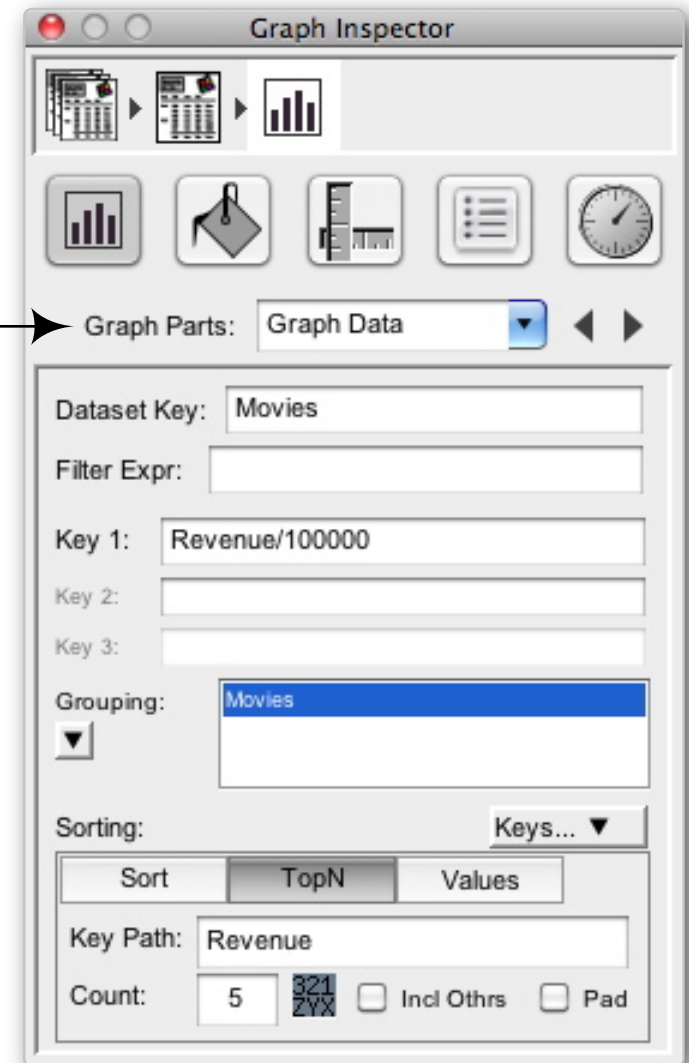 Graph Inspector
Graph Parts: Graph Data
Dataset Key: Movies
Filter Expr:
Key 1: Revenue/100000
Key 2:
Key 3:
Grouping: Movies
Sorting: Keys...
Sort TopN Values
Key Path: Revenue
Count: 5 321 ZYX Incl Othrs Pad